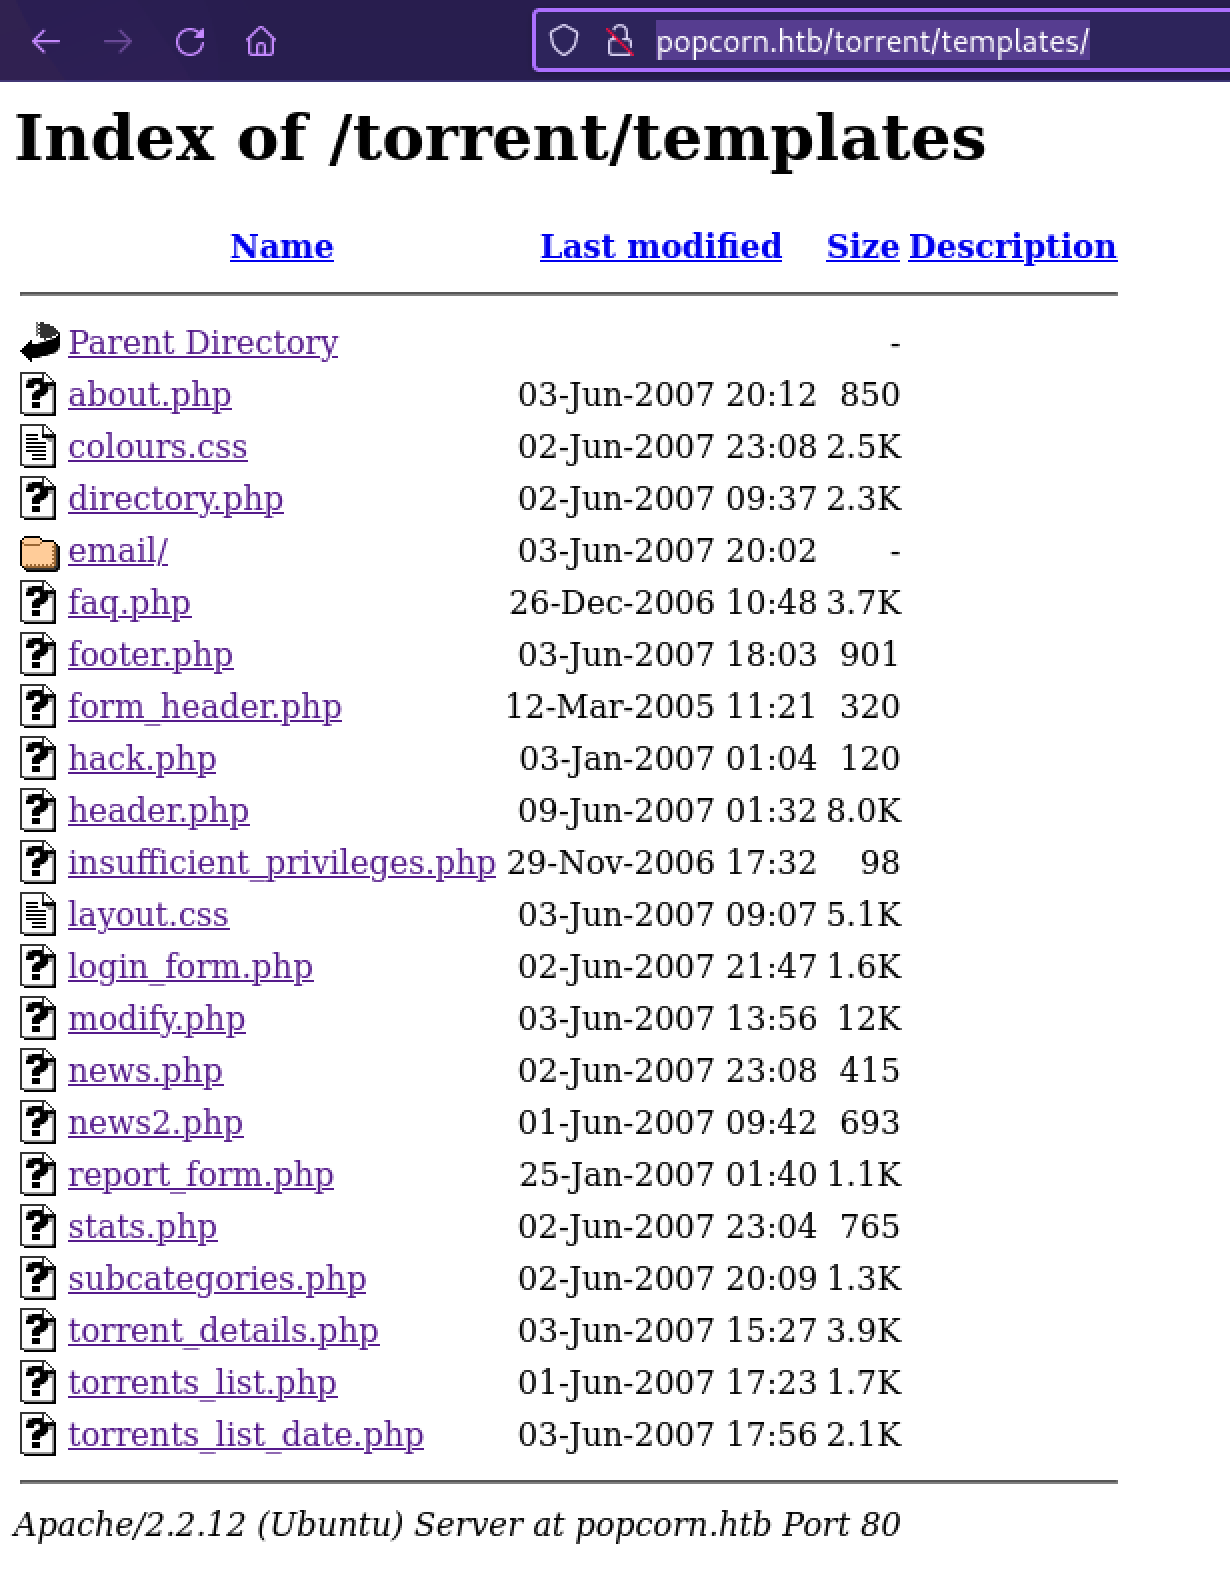 popcorn.htb/torrent/templates/
Index of /torrent/templates
Name Last modified Size Description
Parent Directory -
about.php 03-Jun-2007 20:12 850
colours.css 02-Jun-2007 23:08 2.5K
directory.php 02-Jun-2007 09:37 2.3K
email/ 03-Jun-2007 20:02 -
faq.php 26-Dec-2006 10:48 3.7K
footer.php 03-Jun-2007 18:03 901
form_header.php 12-Mar-2005 11:21 320
hack.php 03-Jan-2007 01:04 120
header.php 09-Jun-2007 01:32 8.0K
insufficient_privileges.php 29-Nov-2006 17:32 98
layout.css 03-Jun-2007 09:07 5.1K
login_form.php 02-Jun-2007 21:47 1.6K
modify.php 03-Jun-2007 13:56 12K
news.php 02-Jun-2007 23:08 415
news2.php 01-Jun-2007 09:42 693
report_form.php 25-Jan-2007 01:40 1.1K
stats.php 02-Jun-2007 23:04 765
subcategories.php 02-Jun-2007 20:09 1.3K
torrent_details.php 03-Jun-2007 15:27 3.9K
torrents_list.php 01-Jun-2007 17:23 1.7K
torrents_list_date.php 03-Jun-2007 17:56 2.1K
Apache/2.2.12 (Ubuntu) Server at popcorn.htb Port 80